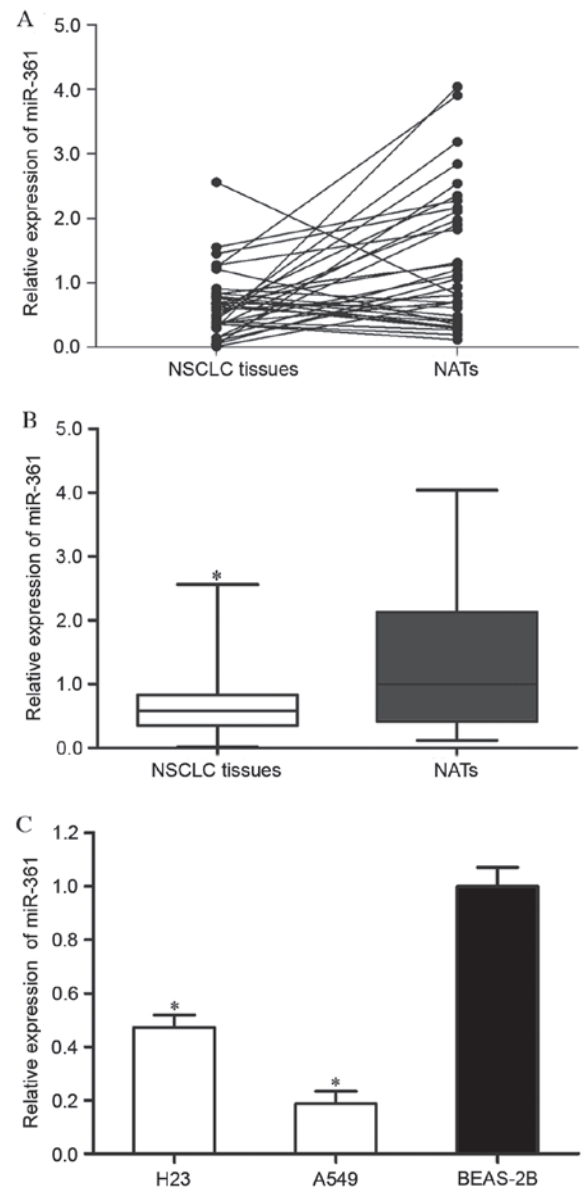 A
Relative expression of miR-361
5.0
4.0
3.0
2.0
1.0
0.0
NSCLC tissues
NATs
B
Relative expression of miR-361
5.0
4.0
3.0
2.0
1.0
0.0
*
NSCLC tissues
NATs
C
Relative expression of miR-361
1.2
1.0
0.8
0.6
0.4
0.2
0.0
*
*
H23
A549
BEAS-2B